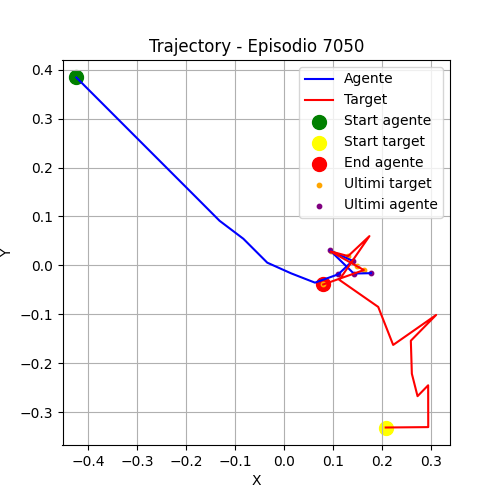 Trajectory - Episodio 7050
0.4
0.3
0.2
0.1
0.0
−0.1
−0.2
−0.3
Y
−0.4
−0.3
−0.2
−0.1
0.0
0.1
0.2
0.3
X
Agente
Target
Start agente
Start target
End agente
Ultimi target
Ultimi agente